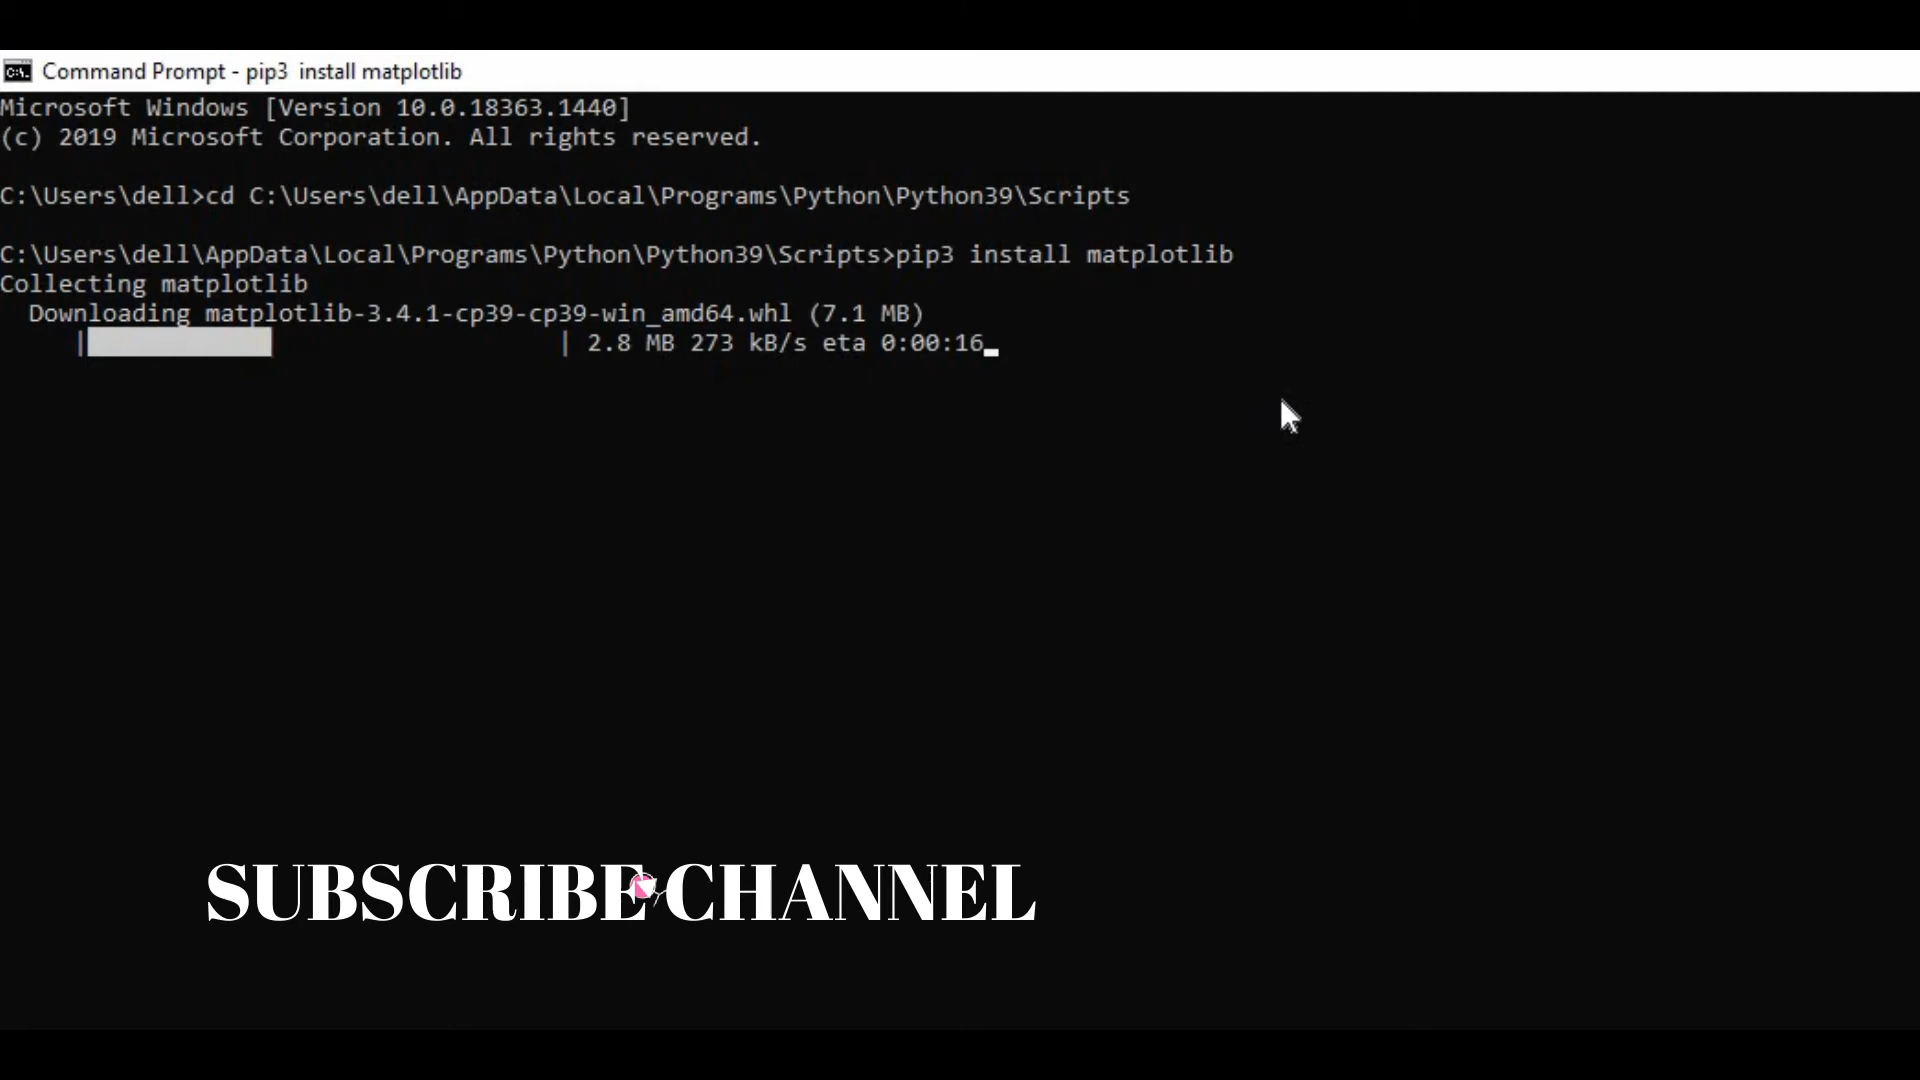 Command Prompt - pip3  install matplotlib
Microsoft Windows [Version 10.0.18363.1440]
(c) 2019 Microsoft Corporation. All rights reserved.
C:\Users\dell>cd C:\Users\dell\AppData\Local\Programs\Python\Python39\Scripts
C:\Users\dell\AppData\Local\Programs\Python\Python39\Scripts>pip3 install matplotlib
Collecting matplotlib
  Downloading matplotlib-3.4.1-cp39-cp39-win_amd64.whl (7.1 MB)
| | 2.8 MB 273 kB/s eta 0:00:16
SUBSCRIBE CHANNEL